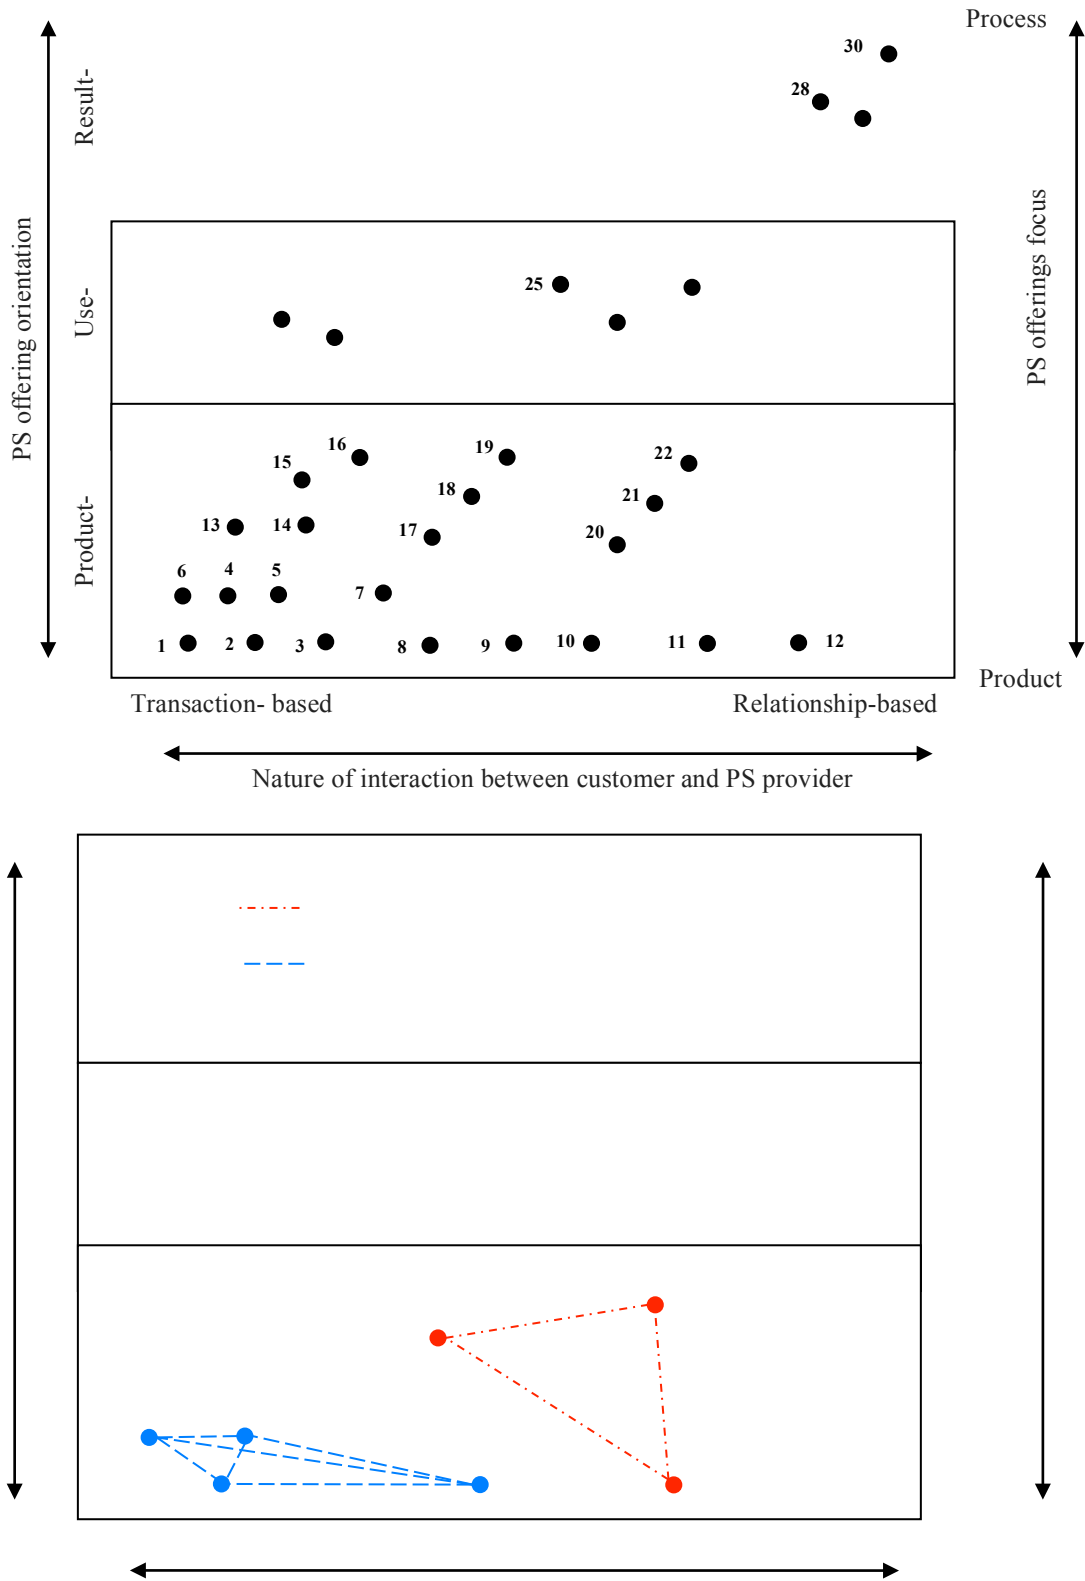 Process
30
28
Result-
PS offering orientation
Use-
25
PS offerings focus
16
19
22
15
18
21
13
14
17
20
Product-
6
4
5
7
1
2
3
8
9
10
11
12
Product
Transaction- based
Relationship-based
Nature of interaction between customer and PS provider